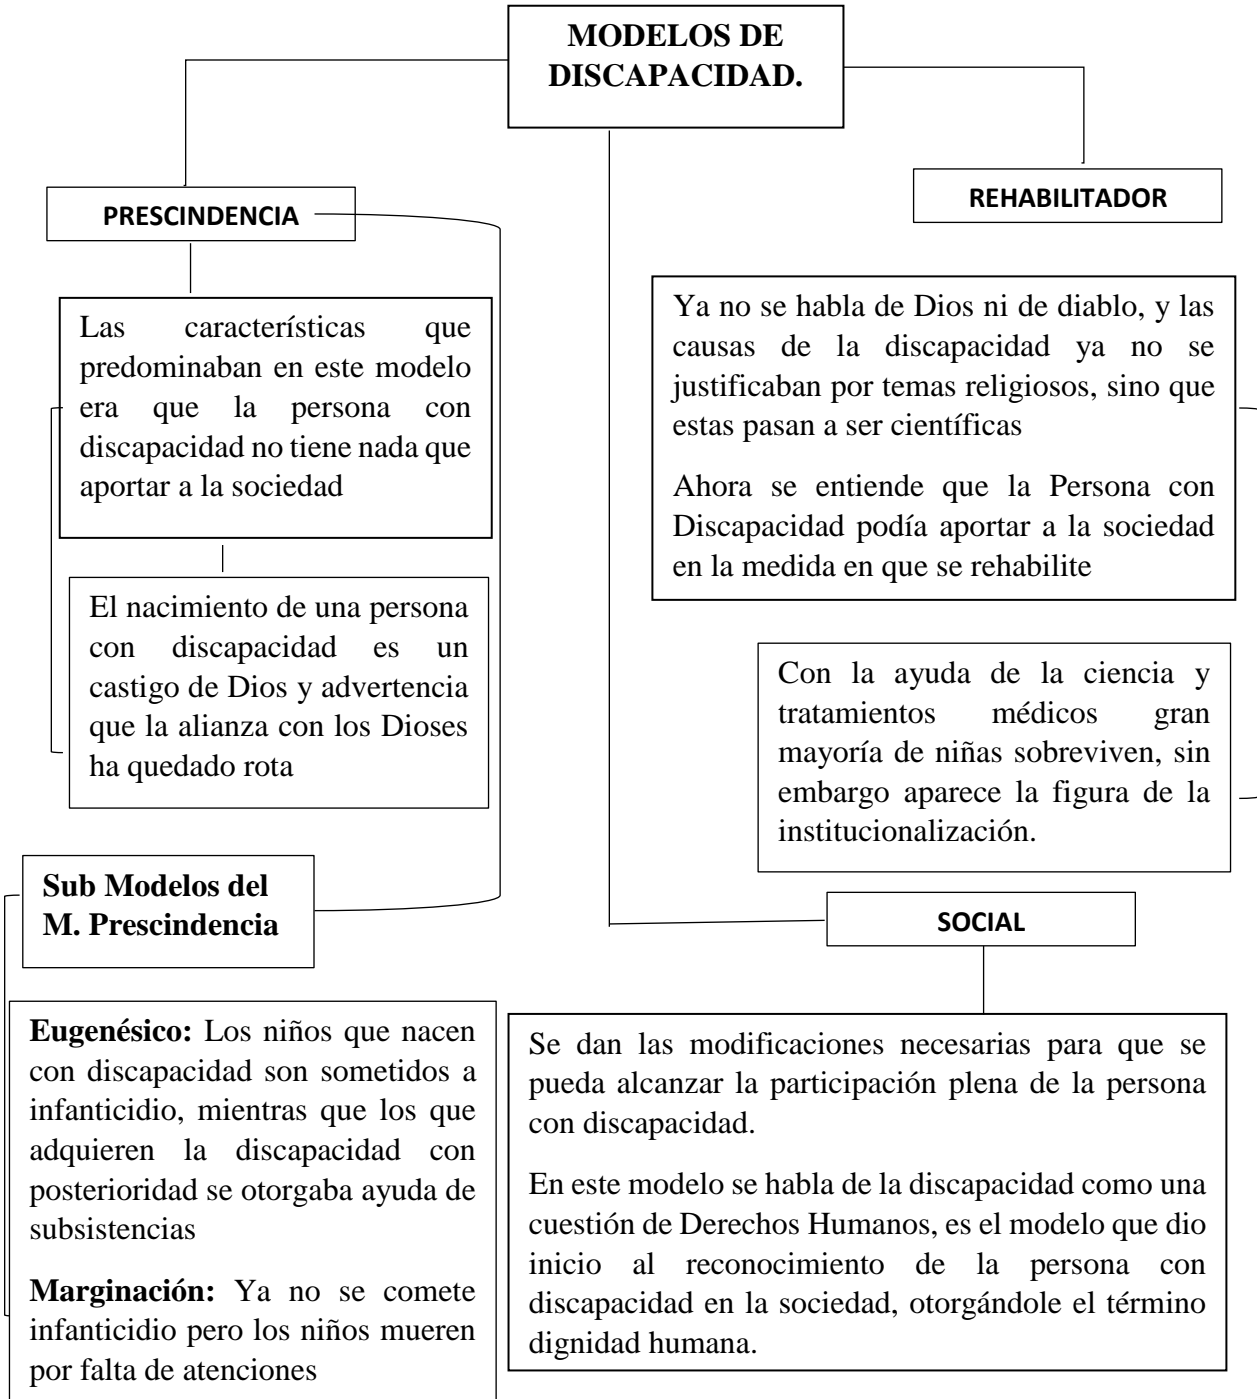 MODELOS DE
DISCAPACIDAD.
PRESCINDENCIA
Las características que
predominaban en este modelo
era que la persona con
discapacidad no tiene nada que
aportar a la sociedad
El nacimiento de una persona
con discapacidad es un
castigo de Dios y advertencia
que la alianza con los Dioses
ha quedado rota
Sub Modelos del
M. Prescindencia
Eugenésico: Los niños que nacen
con discapacidad son sometidos a
infanticidio, mientras que los que
adquieren la discapacidad con
posterioridad se otorgaba ayuda de
subsistencias
Marginación: Ya no se comete
infanticidio pero los niños mueren
por falta de atenciones
REHABILITADOR
Ya no se habla de Dios ni de diablo, y las
causas de la discapacidad ya no se
justificaban por temas religiosos, sino que
estas pasan a ser científicas
Ahora se entiende que la Persona con
Discapacidad podía aportar a la sociedad
en la medida en que se rehabilite
Con la ayuda de la ciencia y
tratamientos médicos gran
mayoría de niñas sobreviven, sin
embargo aparece la figura de la
institucionalización.
SOCIAL
Se dan las modificaciones necesarias para que se
pueda alcanzar la participación plena de la persona
con discapacidad.
En este modelo se habla de la discapacidad como una
cuestión de Derechos Humanos, es el modelo que dio
inicio al reconocimiento de la persona con
discapacidad en la sociedad, otorgándole el término
dignidad humana.